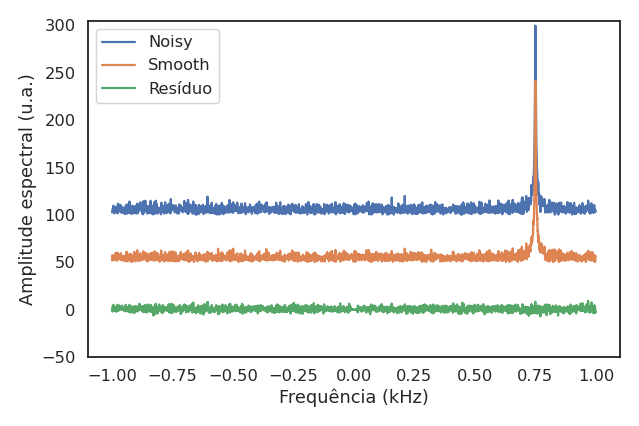 Noisy
Smooth
Resíduo
300
250
200
150
100
50
0
−50
Amplitude espectral (u.a.)
−1.00 −0.75 −0.50 −0.25 0.00 0.25 0.50 0.75 1.00
Frequência (kHz)